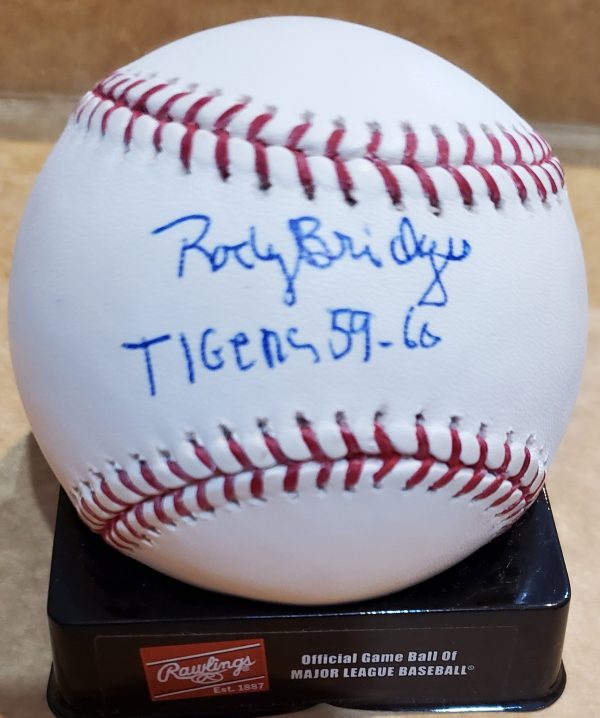 Rocky Bridges
TIGERS 59-60
Rawlings
Est. 1887
Official Game Ball Of
MAJOR LEAGUE BASEBALL®